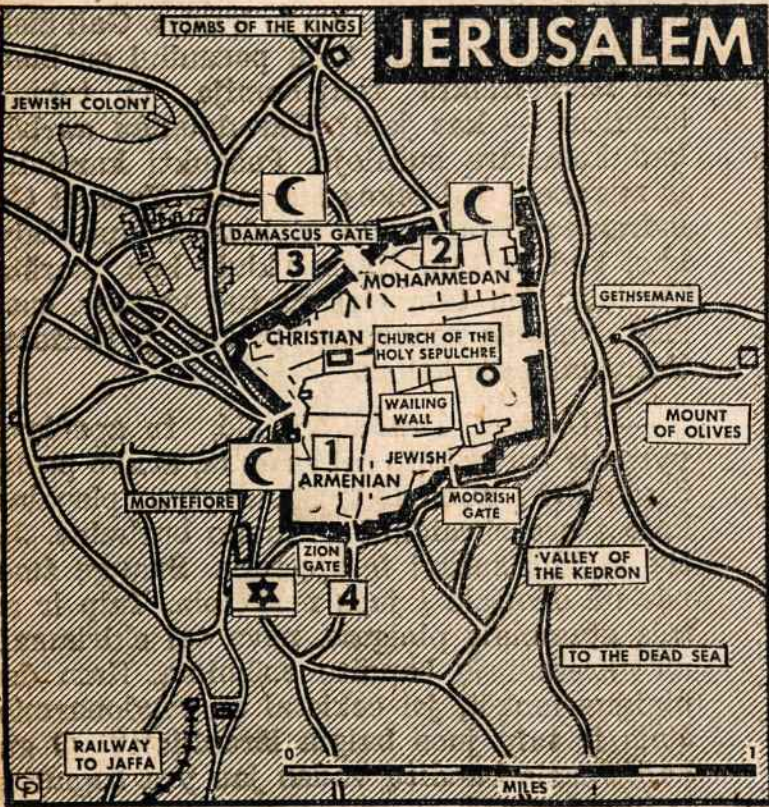 TOMBS OF THE KINGS
JERUSALEM
JEWISH COLONY
DAMASCUS GATE
3
2
MOHAMMEDAN
GETHSEMANE
CHRISTIAN
CHURCH OF THE
HOLY SEPULCHRE
WAILING
WALL
MOUNT
OF OLIVES
1
JEWISH
ARMENIAN
MONTEFIORE
MOORISH
GATE
ZION
GATE
4
VALLEY OF
THE KEDRON
TO THE DEAD SEA
RAILWAY
TO JAFFA
0
1
MILES
CP